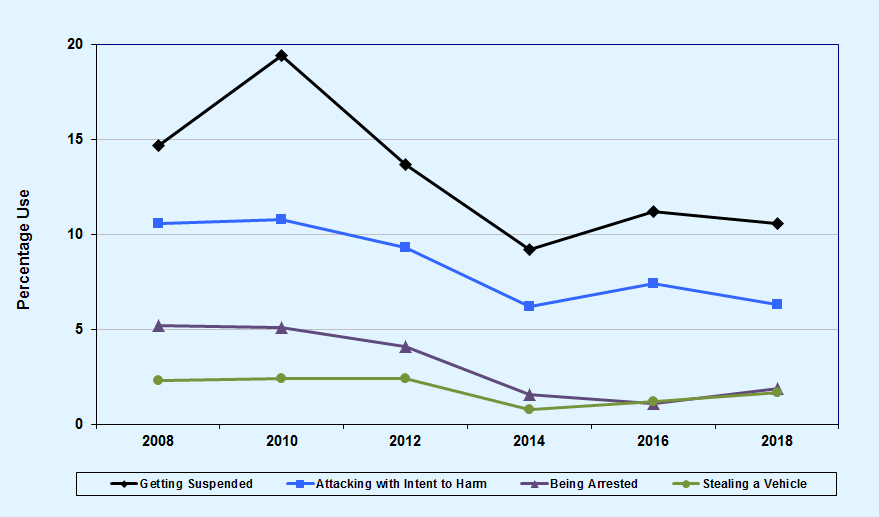 20
15
10
5
0
Percentage Use
2008 2010 2012 2014 2016 2018
Getting Suspended Attacking with Intent to Harm Being Arrested Stealing a Vehicle